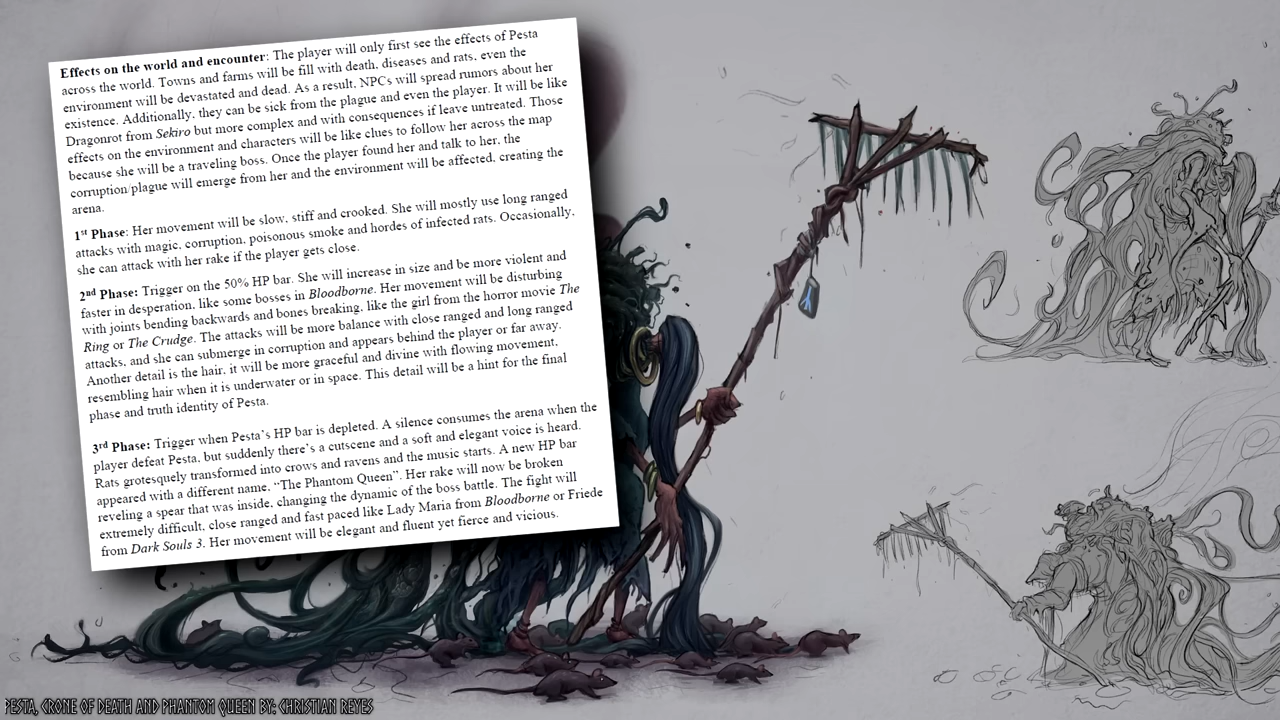 Effects on the world and encounter: The player will only first see the effects of Pesta
across the world. Towns and farms will be fill with death, diseases and rats, even the
environment will be devastated and dead. As a result, NPCs will spread rumors about her
existence. Additionally, they can be sick from the plague and even the player. It will be like
Dragonrot from Sekiro but more complex and with consequences if leave untreated. Those
effects on the environment and characters will be like clues to follow her across the map
because she will be a traveling boss. Once the player found her and talk to her, the
corruption/plague will emerge from her and the environment will be affected, creating the
arena.
1st Phase: Her movement will be slow, stiff and crooked. She will mostly use long ranged
attacks with magic, corruption, poisonous smoke and hordes of infected rats. Occasionally,
she can attack with her rake if the player gets close.
2nd Phase: Trigger on the 50% HP bar. She will increase in size and be more violent and
faster in desperation, like some bosses in Bloodborne. Her movement will be disturbing
with joints bending backwards and bones breaking, like the girl from the horror movie The
Ring or The Crudge. The attacks will be more balance with close ranged and long ranged
attacks, and she can submerge in corruption and appears behind the player or far away.
Another detail is the hair, it will be more graceful and divine with flowing movement,
resembling hair when it is underwater or in space. This detail will be a hint for the final
phase and truth identity of Pesta.
3rd Phase: Trigger when Pesta's HP bar is depleted. A silence consumes the arena when the
player defeat Pesta, but suddenly there's a cutscene and a soft and elegant voice is heard.
Rats grotesquely transformed into crows and ravens and the music starts. A new HP bar
appeared with a different name, "The Phantom Queen". Her rake will now be broken
reveling a spear that was inside, changing the dynamic of the boss battle. The fight will
extremely difficult, close ranged and fast paced like Lady Maria from Bloodborne or Friede
from Dark Souls 3. Her movement will be elegant and fluent yet fierce and vicious.
PESTA, CRONE OF DEATH AND PHANTOM QUEEN BY: CHRISTIAN REYES